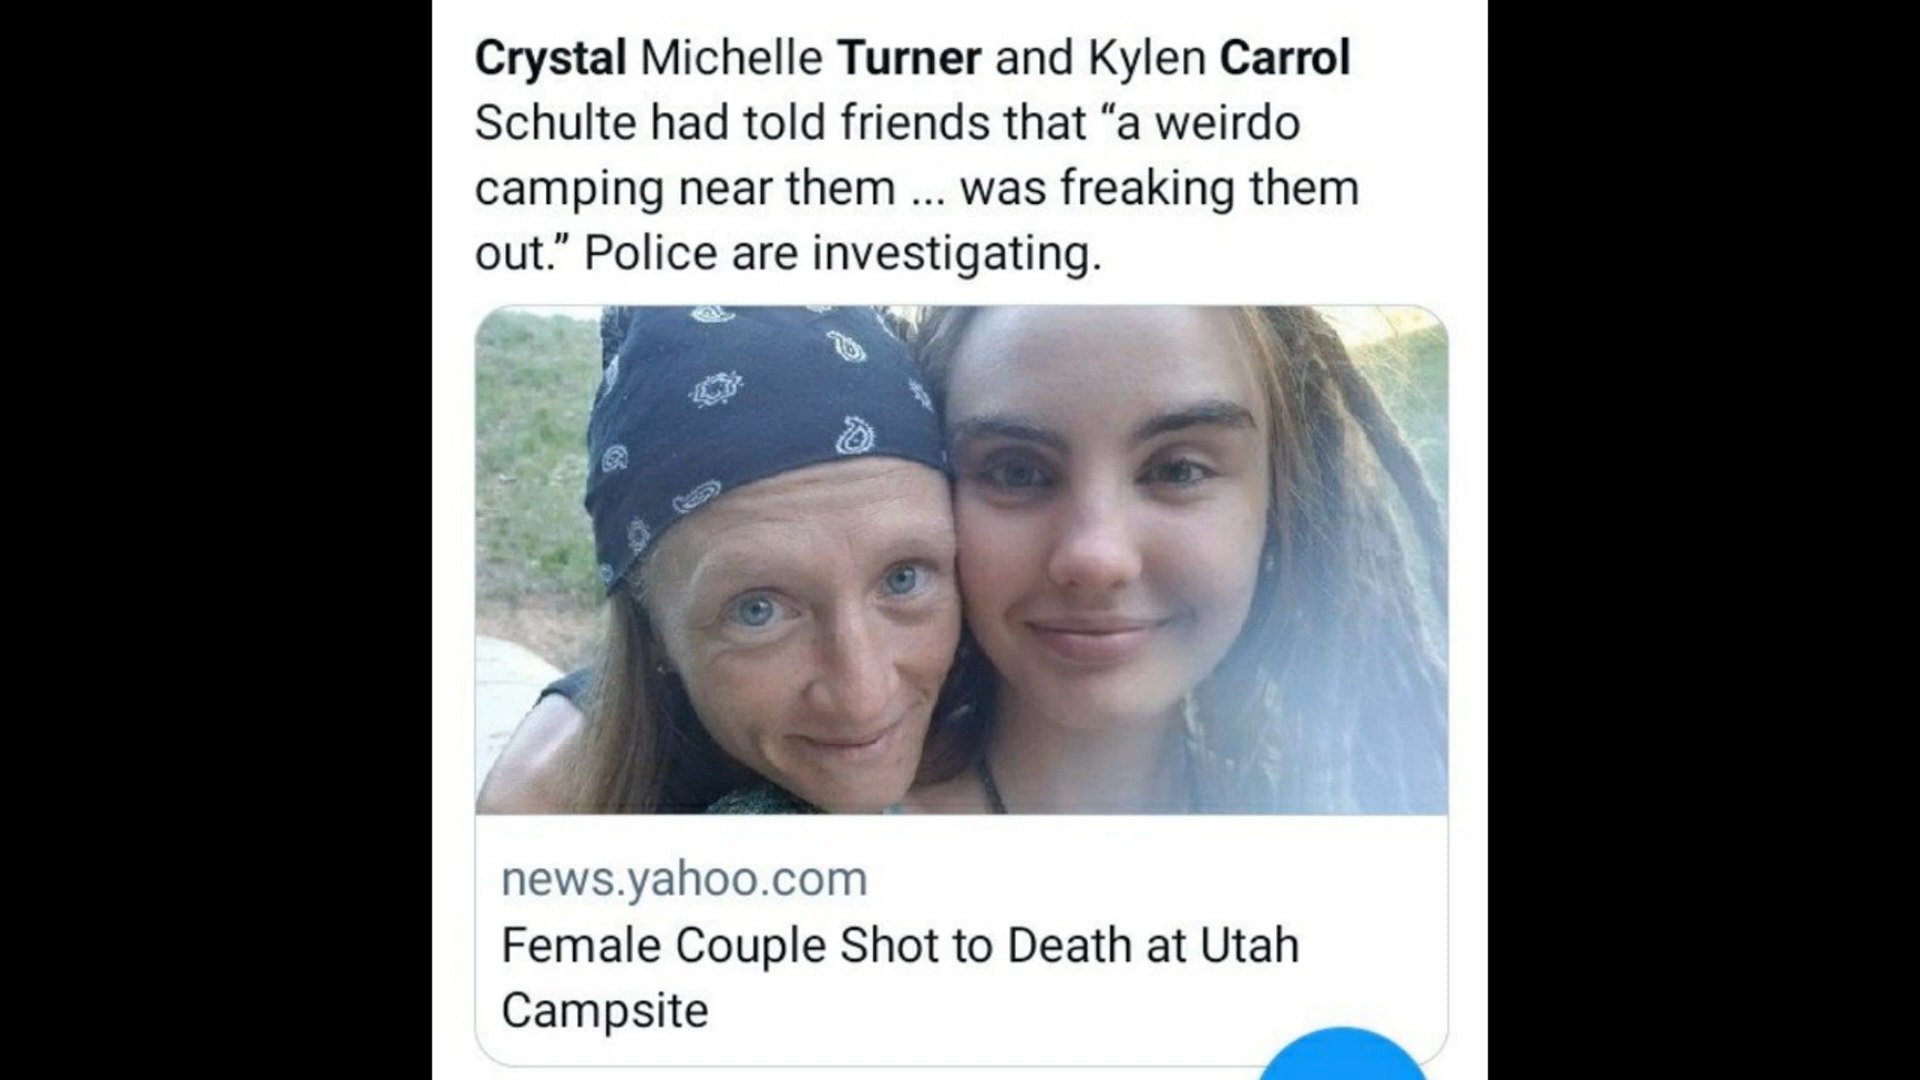 Crystal Michelle Turner and Kylen Carrol
Schulte had told friends that “a weirdo
camping near them ... was freaking them
out.” Police are investigating.
news.yahoo.com
Female Couple Shot to Death at Utah
Campsite